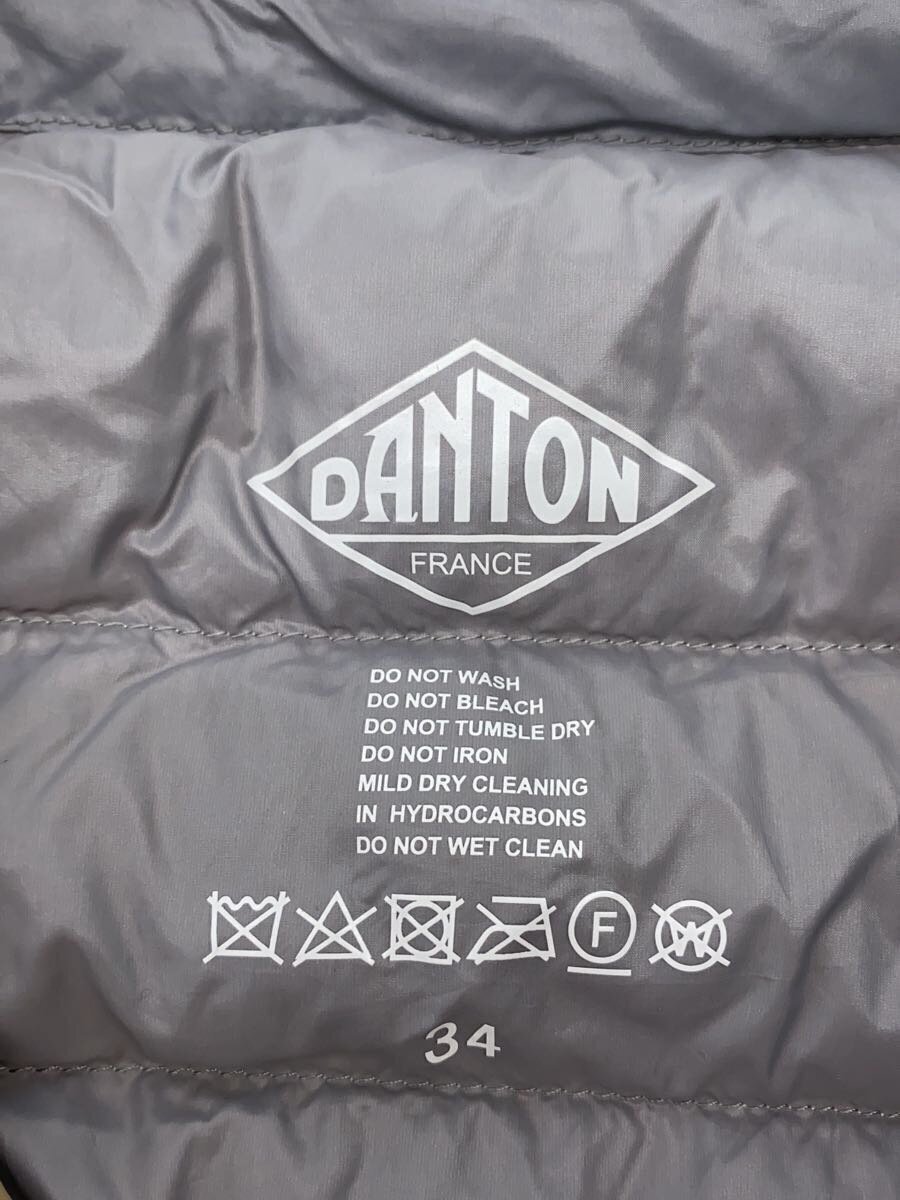 DANTON
FRANCE
DO NOT WASH
DO NOT BLEACH
DO NOT TUMBLE DRY
DO NOT IRON
MILD DRY CLEANING
IN HYDROCARBONS
DO NOT WET CLEAN
F W
34